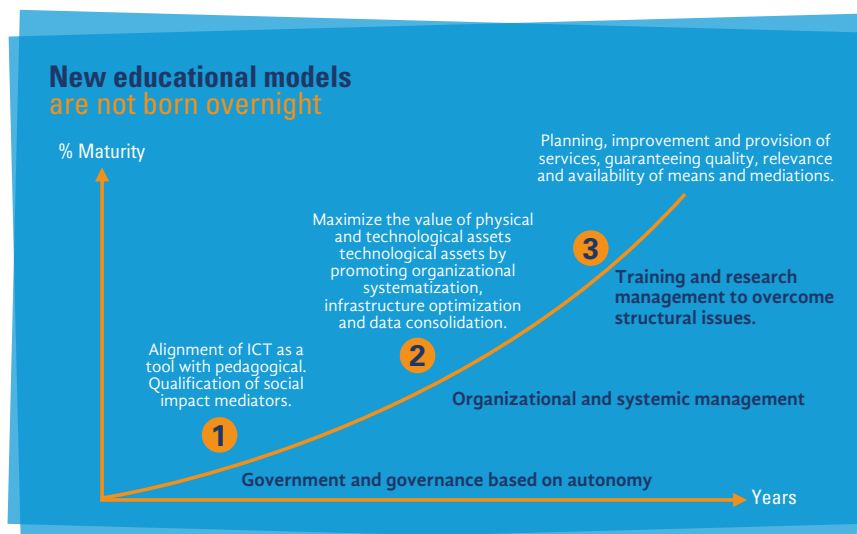 New educational models
are not born overnight
% Maturity
Planning, improvement and provision of
services, guaranteeing quality, relevance
and availability of means and mediations.
Maximize the value of physical
and technological assets
technological assets by
promoting organizational
systematization,
infrastructure optimization
and data consolidation.
3
Training and research
management to overcome
structural issues.
Alignment of ICT as a
tool with pedagogical.
Qualification of social
impact mediators.
2
Organizational and systemic management
1
Government and governance based on autonomy
Years